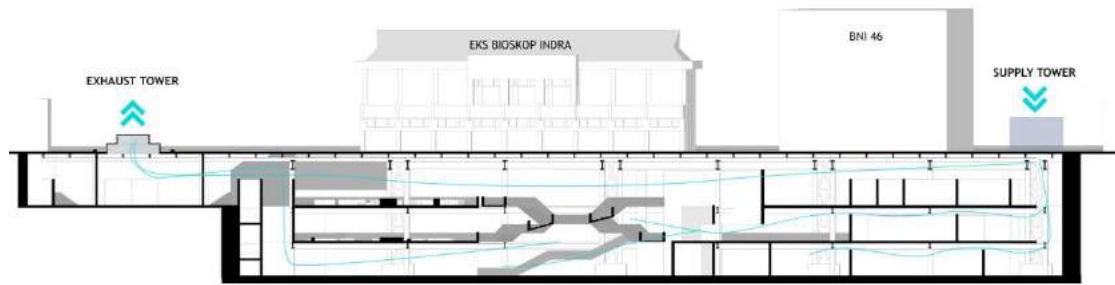 EKS BIOSKOP INDRA
BNI 46
EXHAUST TOWER
SUPPLY TOWER